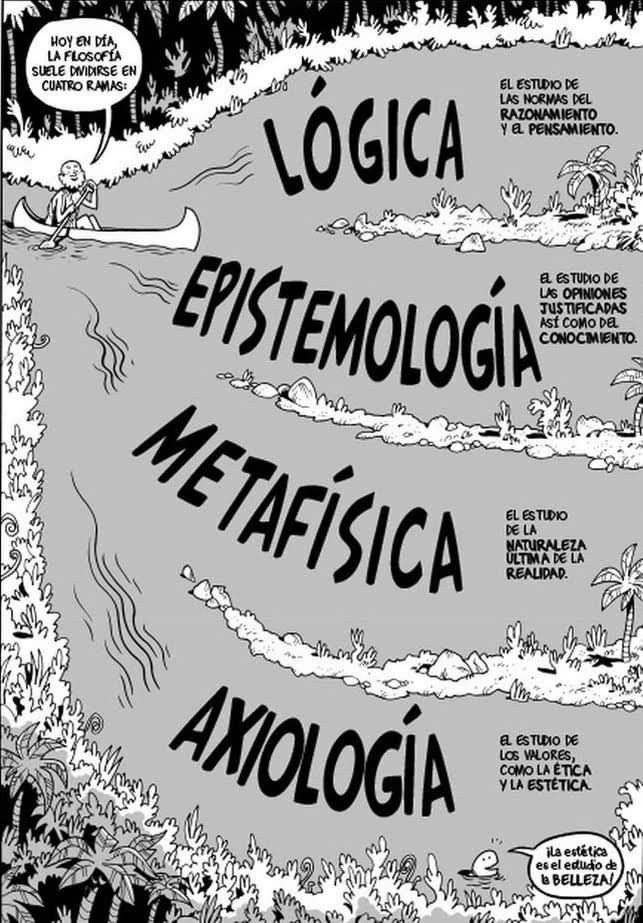 HOY EN DÍA,
LA FILOSOFÍA
SUELE DIVIDIRSE EN
CUATRO RAMAS:
LÓGICA
EL ESTUDIO DE
LAS NORMAS DEL
RAZONAMIENTO
Y EL PENSAMIENTO.
EPISTEMOLOGÍA
EL ESTUDIO DE
LAS OPINIONES
JUSTIFICADAS
ASÍ COMO DEL
CONOCIMIENTO.
METAFÍSICA
EL ESTUDIO
DE LA
NATURALEZA
ÚLTIMA DE LA
REALIDAD.
AXIOLOGÍA
EL ESTUDIO DE
LOS VALORES,
COMO LA ÉTICA
Y LA ESTÉTICA.
¡La estética
es el estudio de
la BELLEZA!